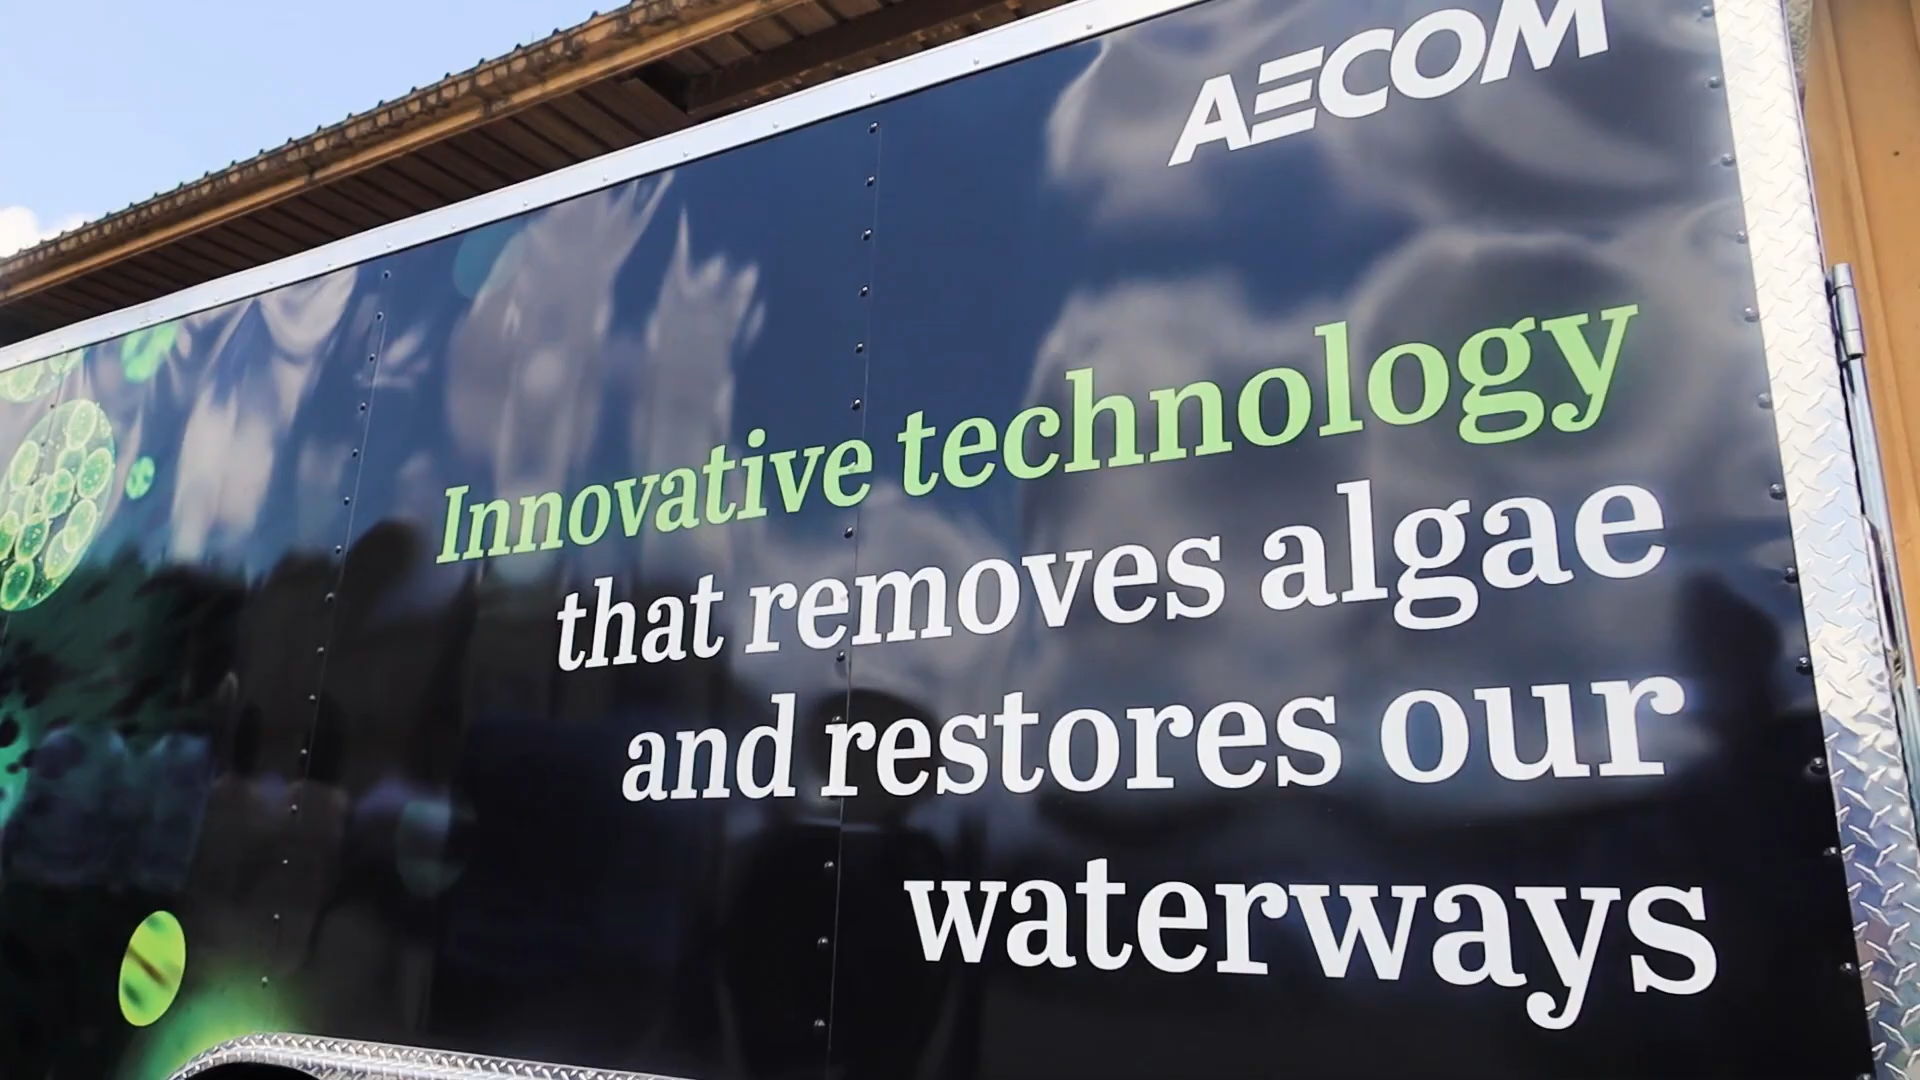 AECOM
Innovative technology
that removes algae
and restores our
waterways